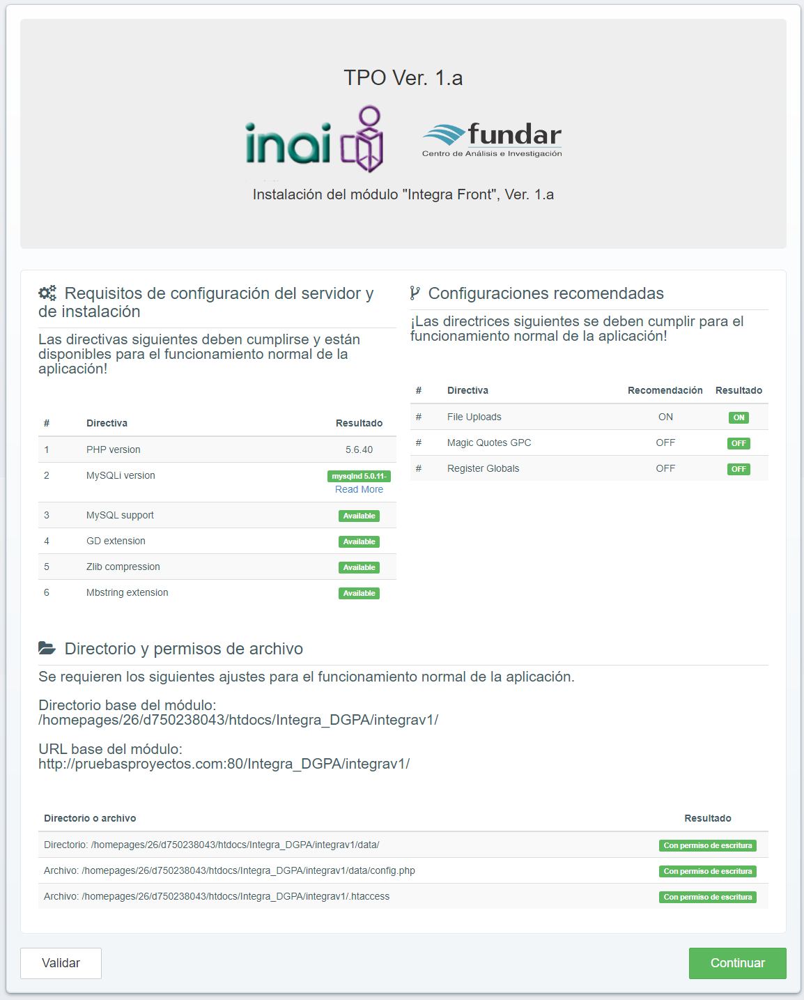 TPO Ver. 1.a
inai
fundar
Centro de Análisis e Investigación
Instalación del módulo "Integra Front", Ver. 1.a
Requisitos de configuración del servidor y
de instalación
Las directivas siguientes deben cumplirse y están
disponibles para el funcionamiento normal de la
aplicación!
# Directiva Resultado
1 PHP version 5.6.40
2 MySQLi version mysqlnd 5.0.11-
Read More
3 MySQL support Available
4 GD extension Available
5 Zlib compression Available
6 Mbstring extension Available
Configuraciones recomendadas
¡Las directrices siguientes se deben cumplir para el
funcionamiento normal de la aplicación!
# Directiva Recomendación Resultado
# File Uploads ON ON
# Magic Quotes GPC OFF OFF
# Register Globals OFF OFF
Directorio y permisos de archivo
Se requieren los siguientes ajustes para el funcionamiento normal de la aplicación.
Directorio base del módulo:
/homepages/26/d750238043/htdocs/Integra_DGPA/integrav1/
URL base del módulo:
http://pruebasproyectos.com:80/Integra_DGPA/integrav1/
Directorio o archivo Resultado
Directorio: /homepages/26/d750238043/htdocs/Integra_DGPA/integrav1/data/ Con permiso de escritura
Archivo: /homepages/26/d750238043/htdocs/Integra_DGPA/integrav1/data/config.php Con permiso de escritura
Archivo: /homepages/26/d750238043/htdocs/Integra_DGPA/integrav1/.htaccess Con permiso de escritura
Validar Continuar